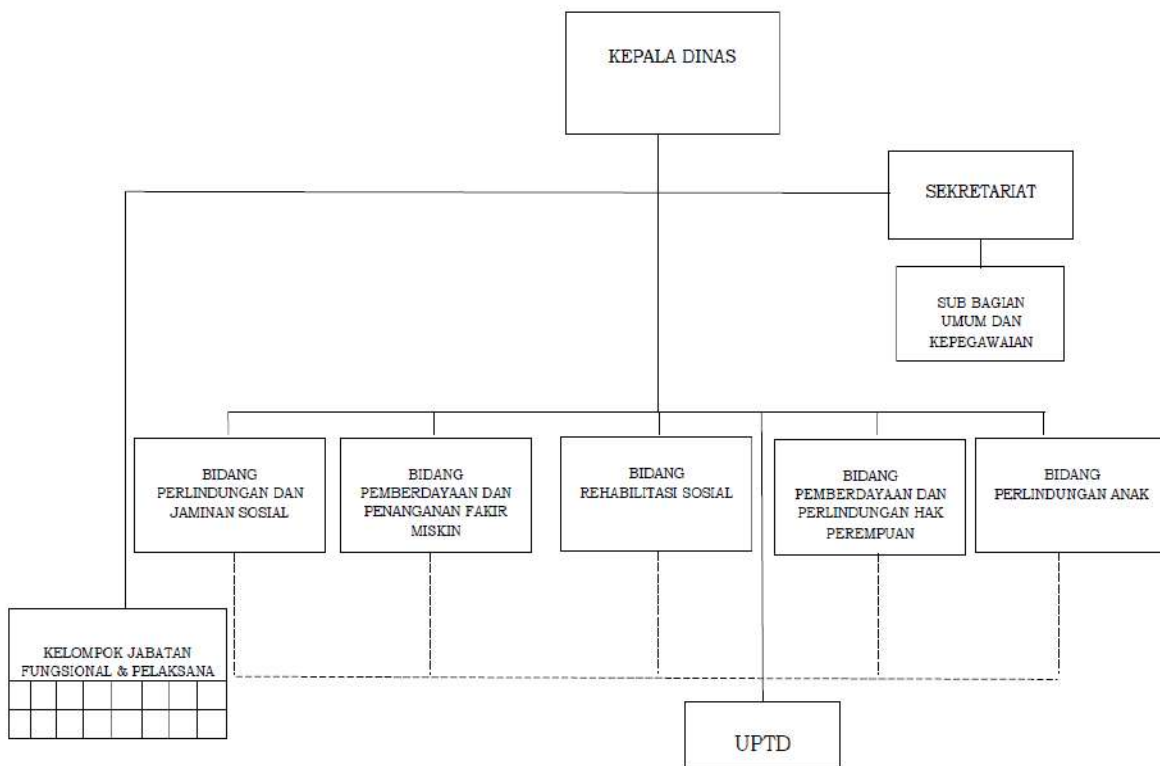 KEPALA DINAS
SEKRETARIAT
SUB BAGIAN
UMUM DAN
KEPEGAWAIAN
BIDANG
PERLINDUNGAN DAN
JAMINAN SOSIAL
BIDANG
PEMBERDAYAAN DAN
PENANGANAN FAKIR
MISKIN
BIDANG
REHABILITASI SOSIAL
BIDANG
PEMBERDAYAAN DAN
PERLINDUNGAN HAK
PEREMPUAN
BIDANG
PERLINDUNGAN ANAK
KELOMPOK JABATAN
FUNGSIONAL & PELAKSANA
UPTD